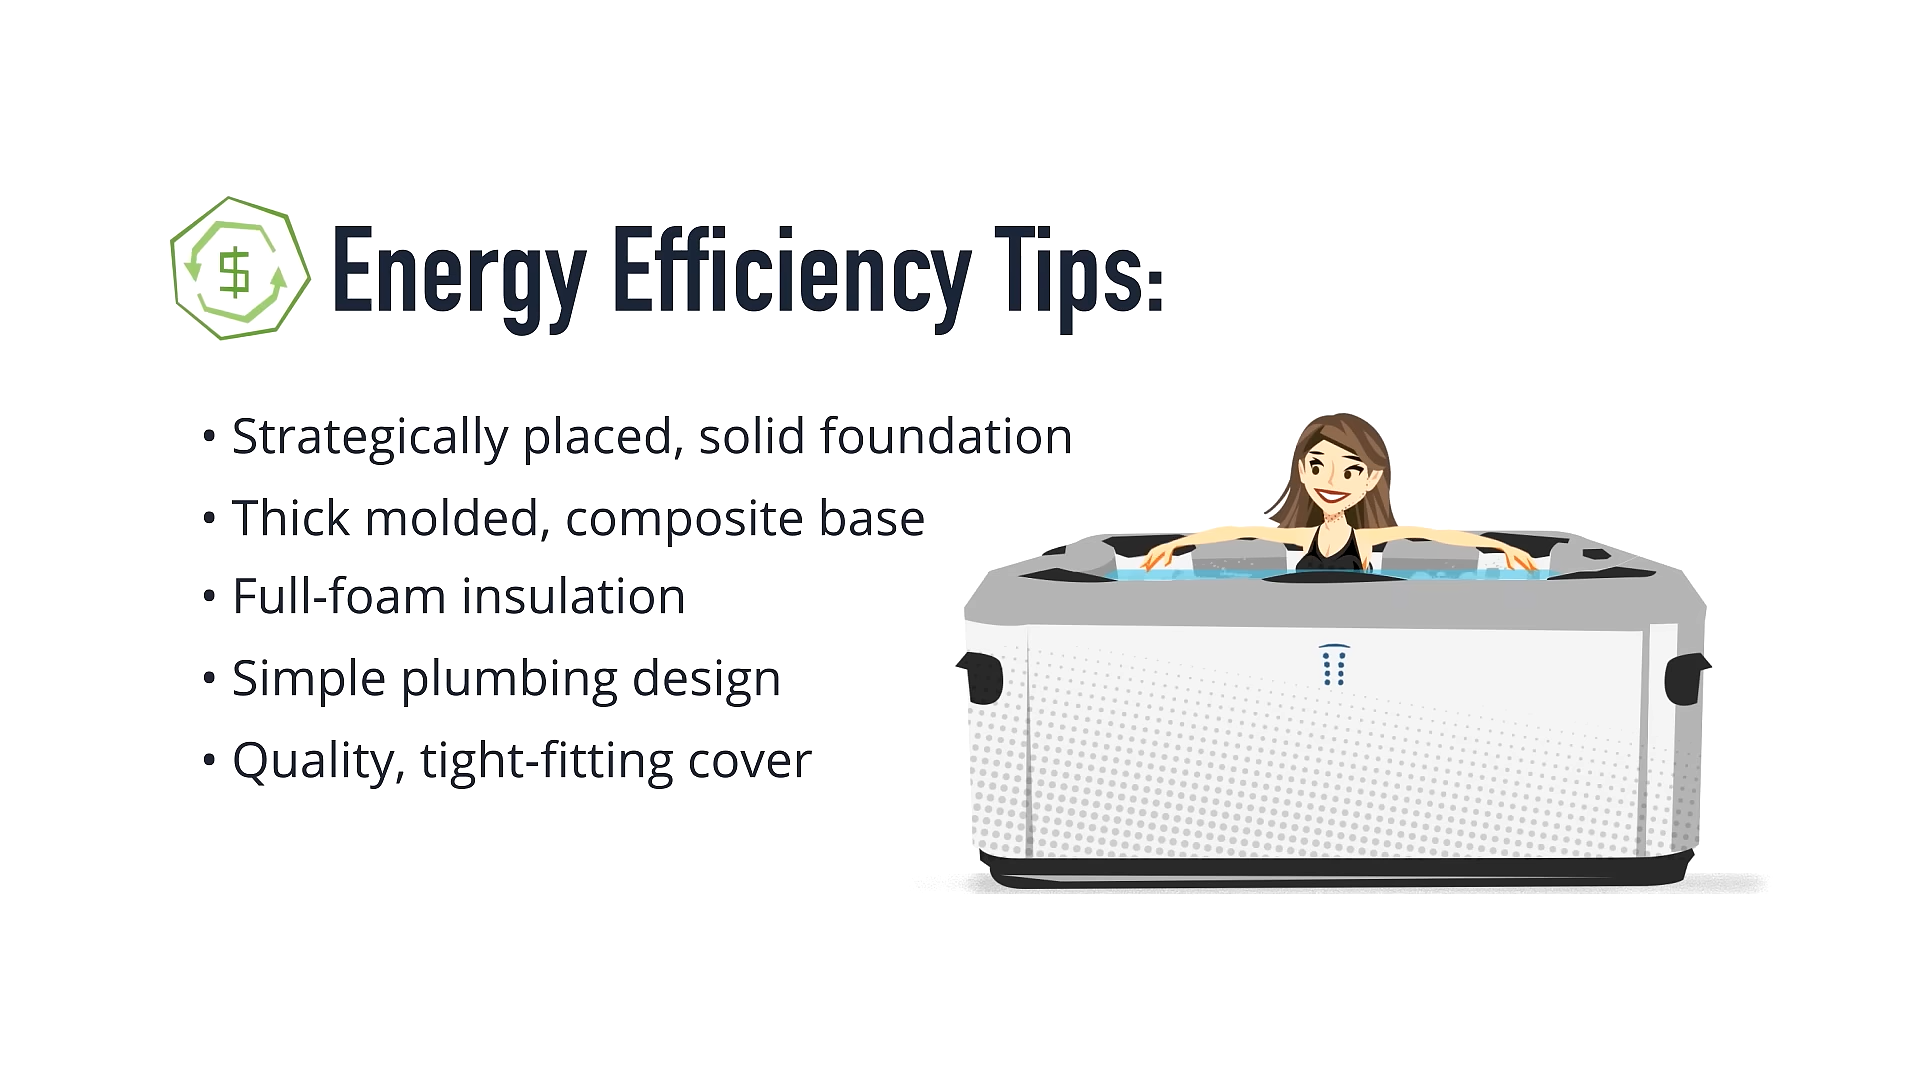 $
Energy Efficiency Tips:
• Strategically placed, solid foundation
• Thick molded, composite base
• Full-foam insulation
• Simple plumbing design
• Quality, tight-fitting cover